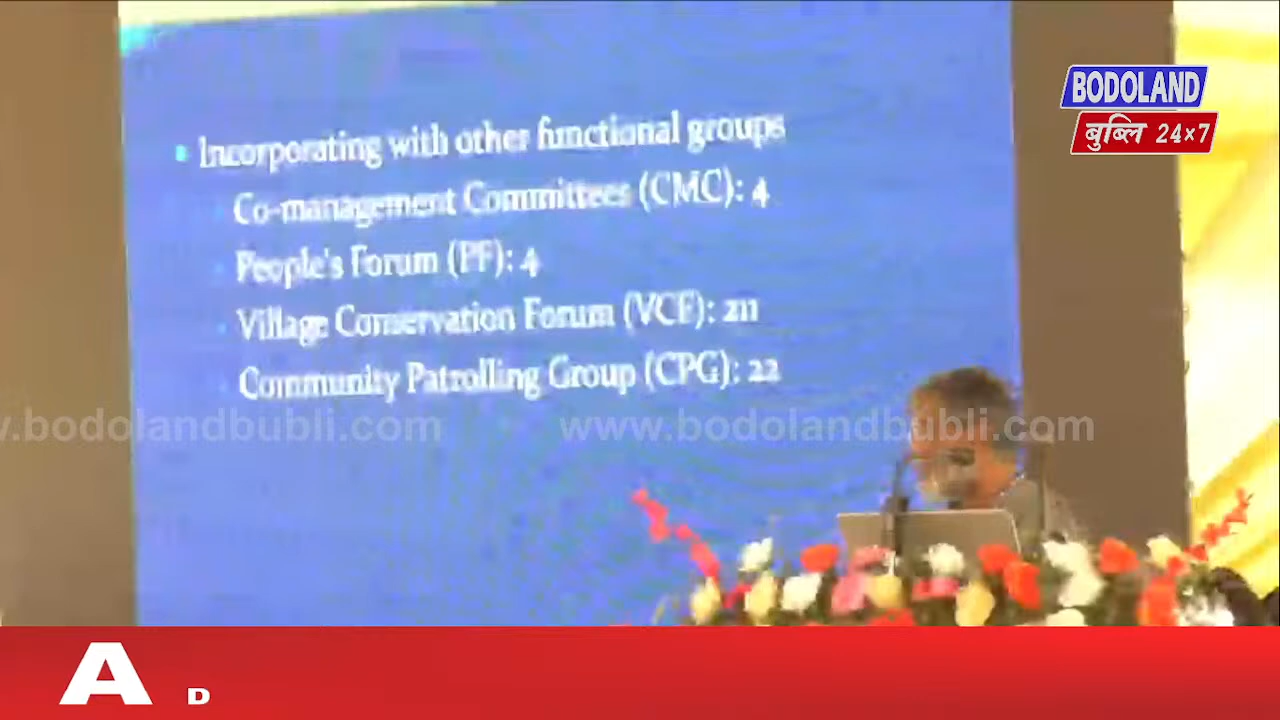 BODOLAND
बुब्लि 24×7
Incorporating with other functional groups
Co-management Committees (CMC): 4
People's Forum (PF): 4
Village Conservation Forum (VCF): 211
Community Patrolling Group (CPG): 22
w.bodolandbubli.com www.bodolandbubli.com
A D